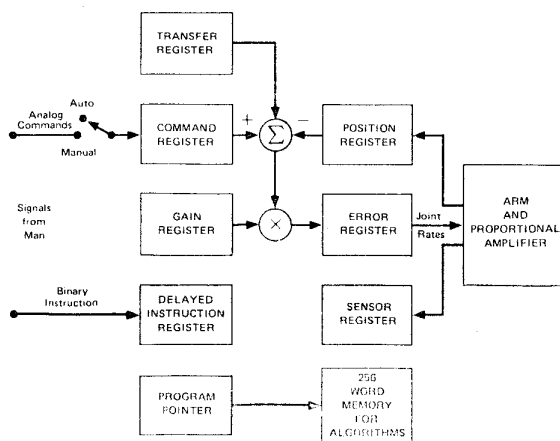 TRANSFER
REGISTER
Auto
Analog
Commands
Manual
COMMAND
REGISTER
+
Σ
−
POSITION
REGISTER
Signals
from
Man
GAIN
REGISTER
×
ERROR
REGISTER
Joint
Rates
ARM
AND
PROPORTIONAL
AMPLIFIER
Binary
Instruction
DELAYED
INSTRUCTION
REGISTER
SENSOR
REGISTER
PROGRAM
POINTER
256
WORD
MEMORY
FOR
ALGORITHMS